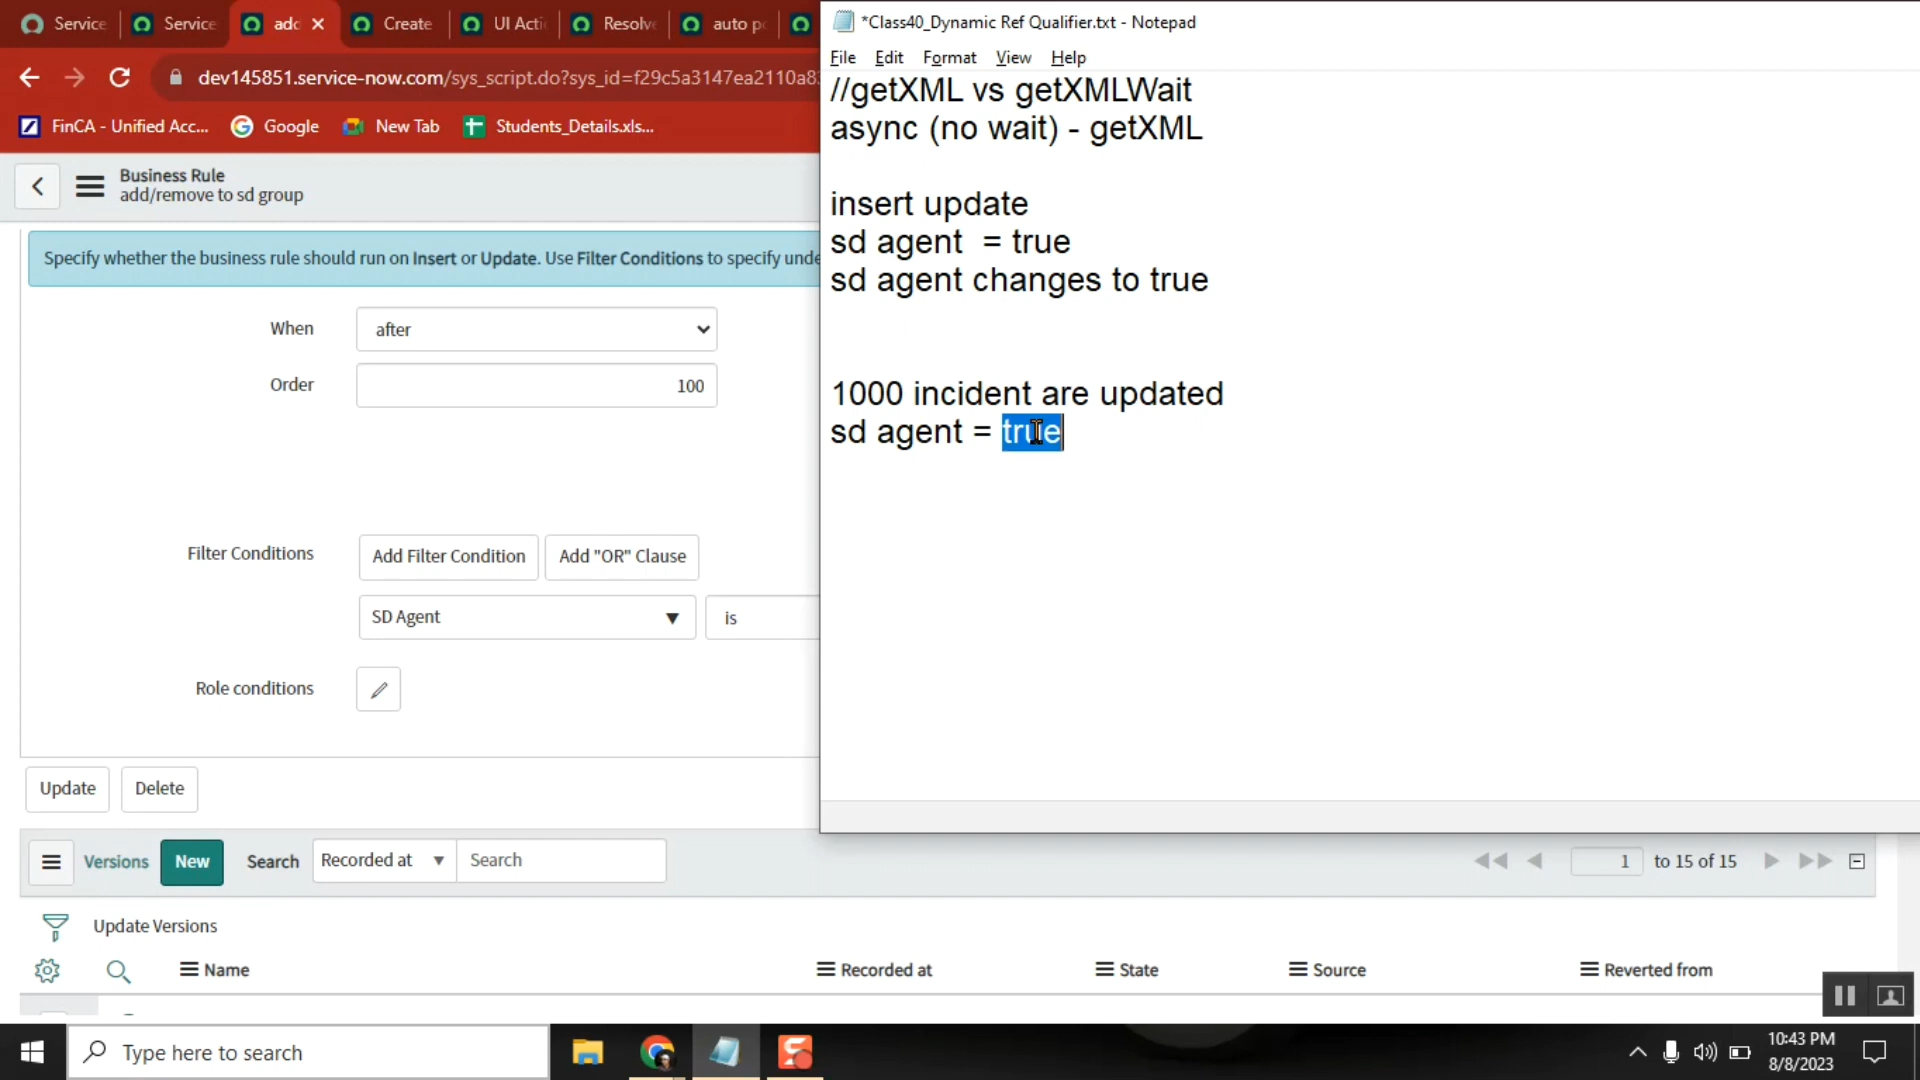 Service
Service
adc
Create
UI Acti
Resolv
auto po
dev145851.service-now.com/sys_script.do?sys_id=f29c5a3147ea2110a83
FinCA - Unified Acc...
Google
New Tab
Students_Details.xls...
Business Rule
add/remove to sd group
Specify whether the business rule should run on Insert or Update. Use Filter Conditions to specify unde
When
after
Order
100
Filter Conditions
Add Filter Condition
Add "OR" Clause
SD Agent
is
Role conditions
Update
Delete
*Class40_Dynamic Ref Qualifier.txt - Notepad
File Edit Format View Help
//getXML vs getXMLWait
async (no wait) - getXML
insert update
sd agent  = true
sd agent changes to true
1000 incident are updated
sd agent = true
Versions
New
Search
Recorded at
Search
1
to 15 of 15
Update Versions
Name
Recorded at
State
Source
Reverted from
Type here to search
10:43 PM
8/8/2023